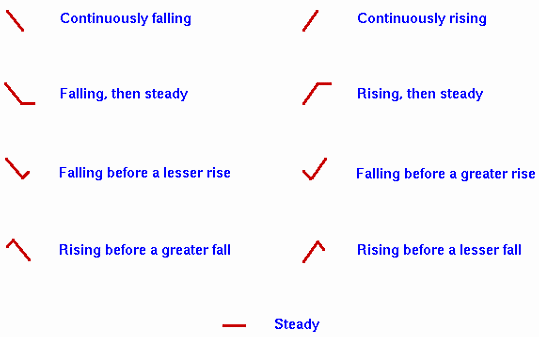 Continuously falling
Continuously rising
Falling, then steady
Rising, then steady
Falling before a lesser rise
Falling before a greater rise
Rising before a greater fall
Rising before a lesser fall
Steady